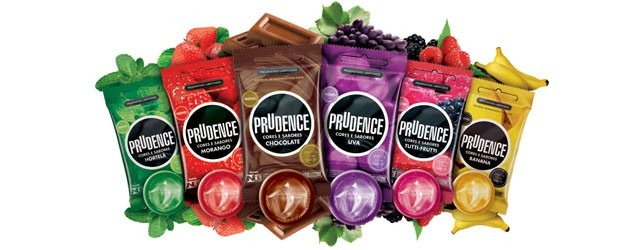 PRUDENCE
CORES E SABORES
HORTELÃ
PRUDENCE
CORES E SABORES
MORANGO
PRUDENCE
CORES E SABORES
CHOCOLATE
PRUDENCE
CORES E SABORES
UVA
PRUDENCE
CORES E SABORES
TUTTI-FRUTTI
PRUDENCE
CORES E SABORES
BANANA